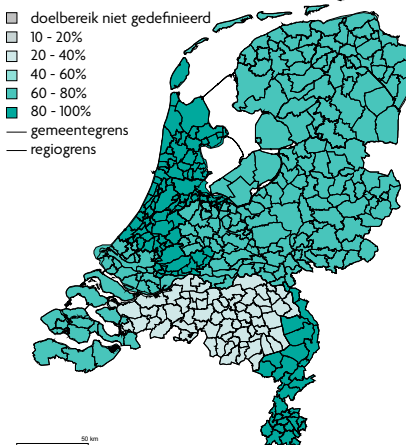 doelbereik niet gedefinieerd
10 - 20%
20 - 40%
40 - 60%
60 - 80%
80 - 100%
gemeentegrens
regiogrens
50 km